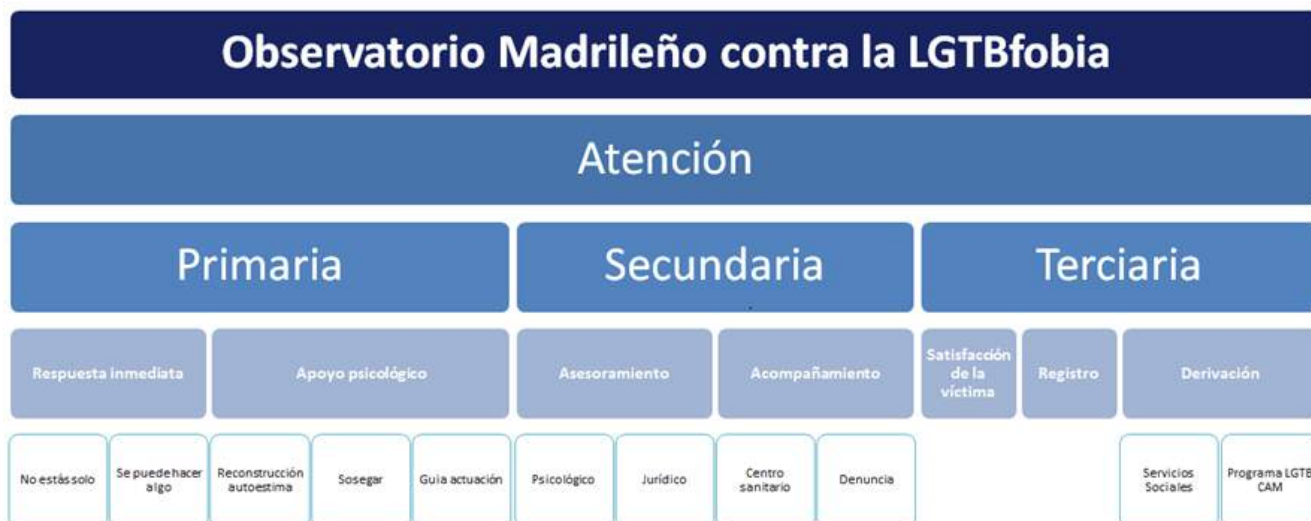 Observatorio Madrileño contra la LGTBfobia
Atención
Primaria
Secundaria
Terciaria
Respuesta inmediata
Apoyo psicológico
Asesoramiento
Acompañamiento
Satisfacción
de la
víctima
Registro
Derivación
No estás solo
Se puede hacer
algo
Reconstrucción
autoestima
Sosegar
Guia actuación
Psicológico
Jurídico
Centro
sanitario
Denuncia
Servicios
Sociales
Programa LGTB
CAM